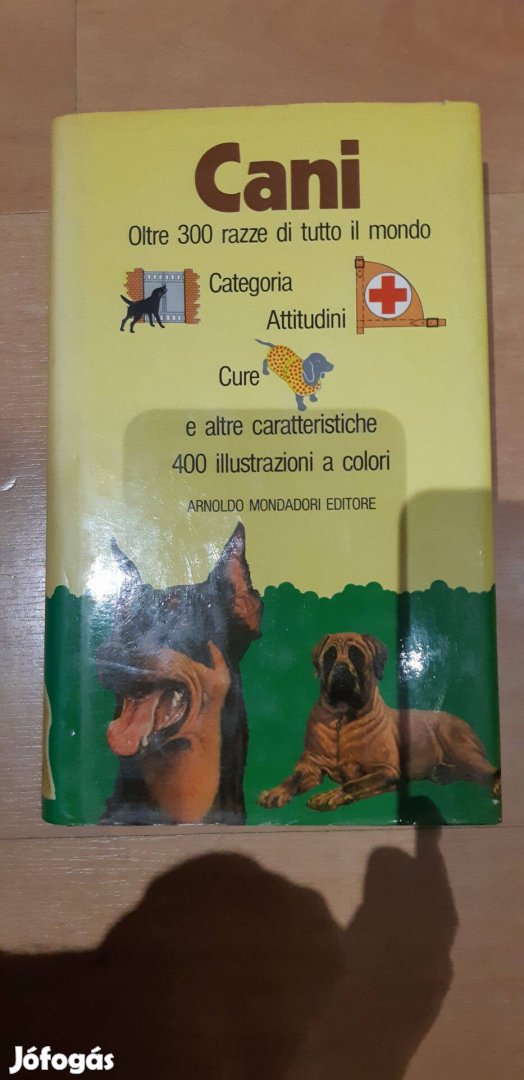 Cani
Oltre 300 razze di tutto il mondo
Categoria
Attitudini
Cure
e altre caratteristiche
400 illustrazioni a colori
ARNOLDO MONDADORI EDITORE
Jófogás